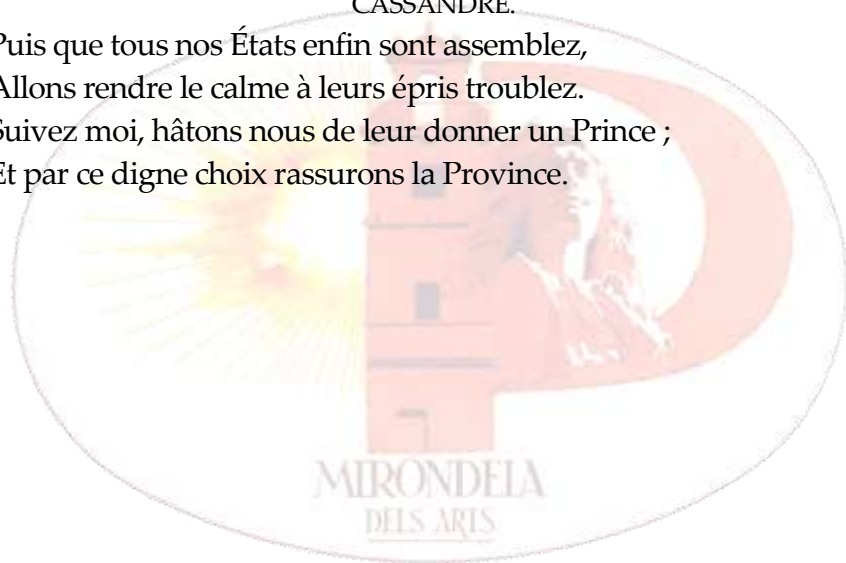 CASSANDRE.
Puis que tous nos États enfin sont assemblez,
Allons rendre le calme à leurs épris troublez.
Suivez moi, hâtons nous de leur donner un Prince ;
Et par ce digne choix rassurons la Province.
MIRONDELA
DELS ARTS